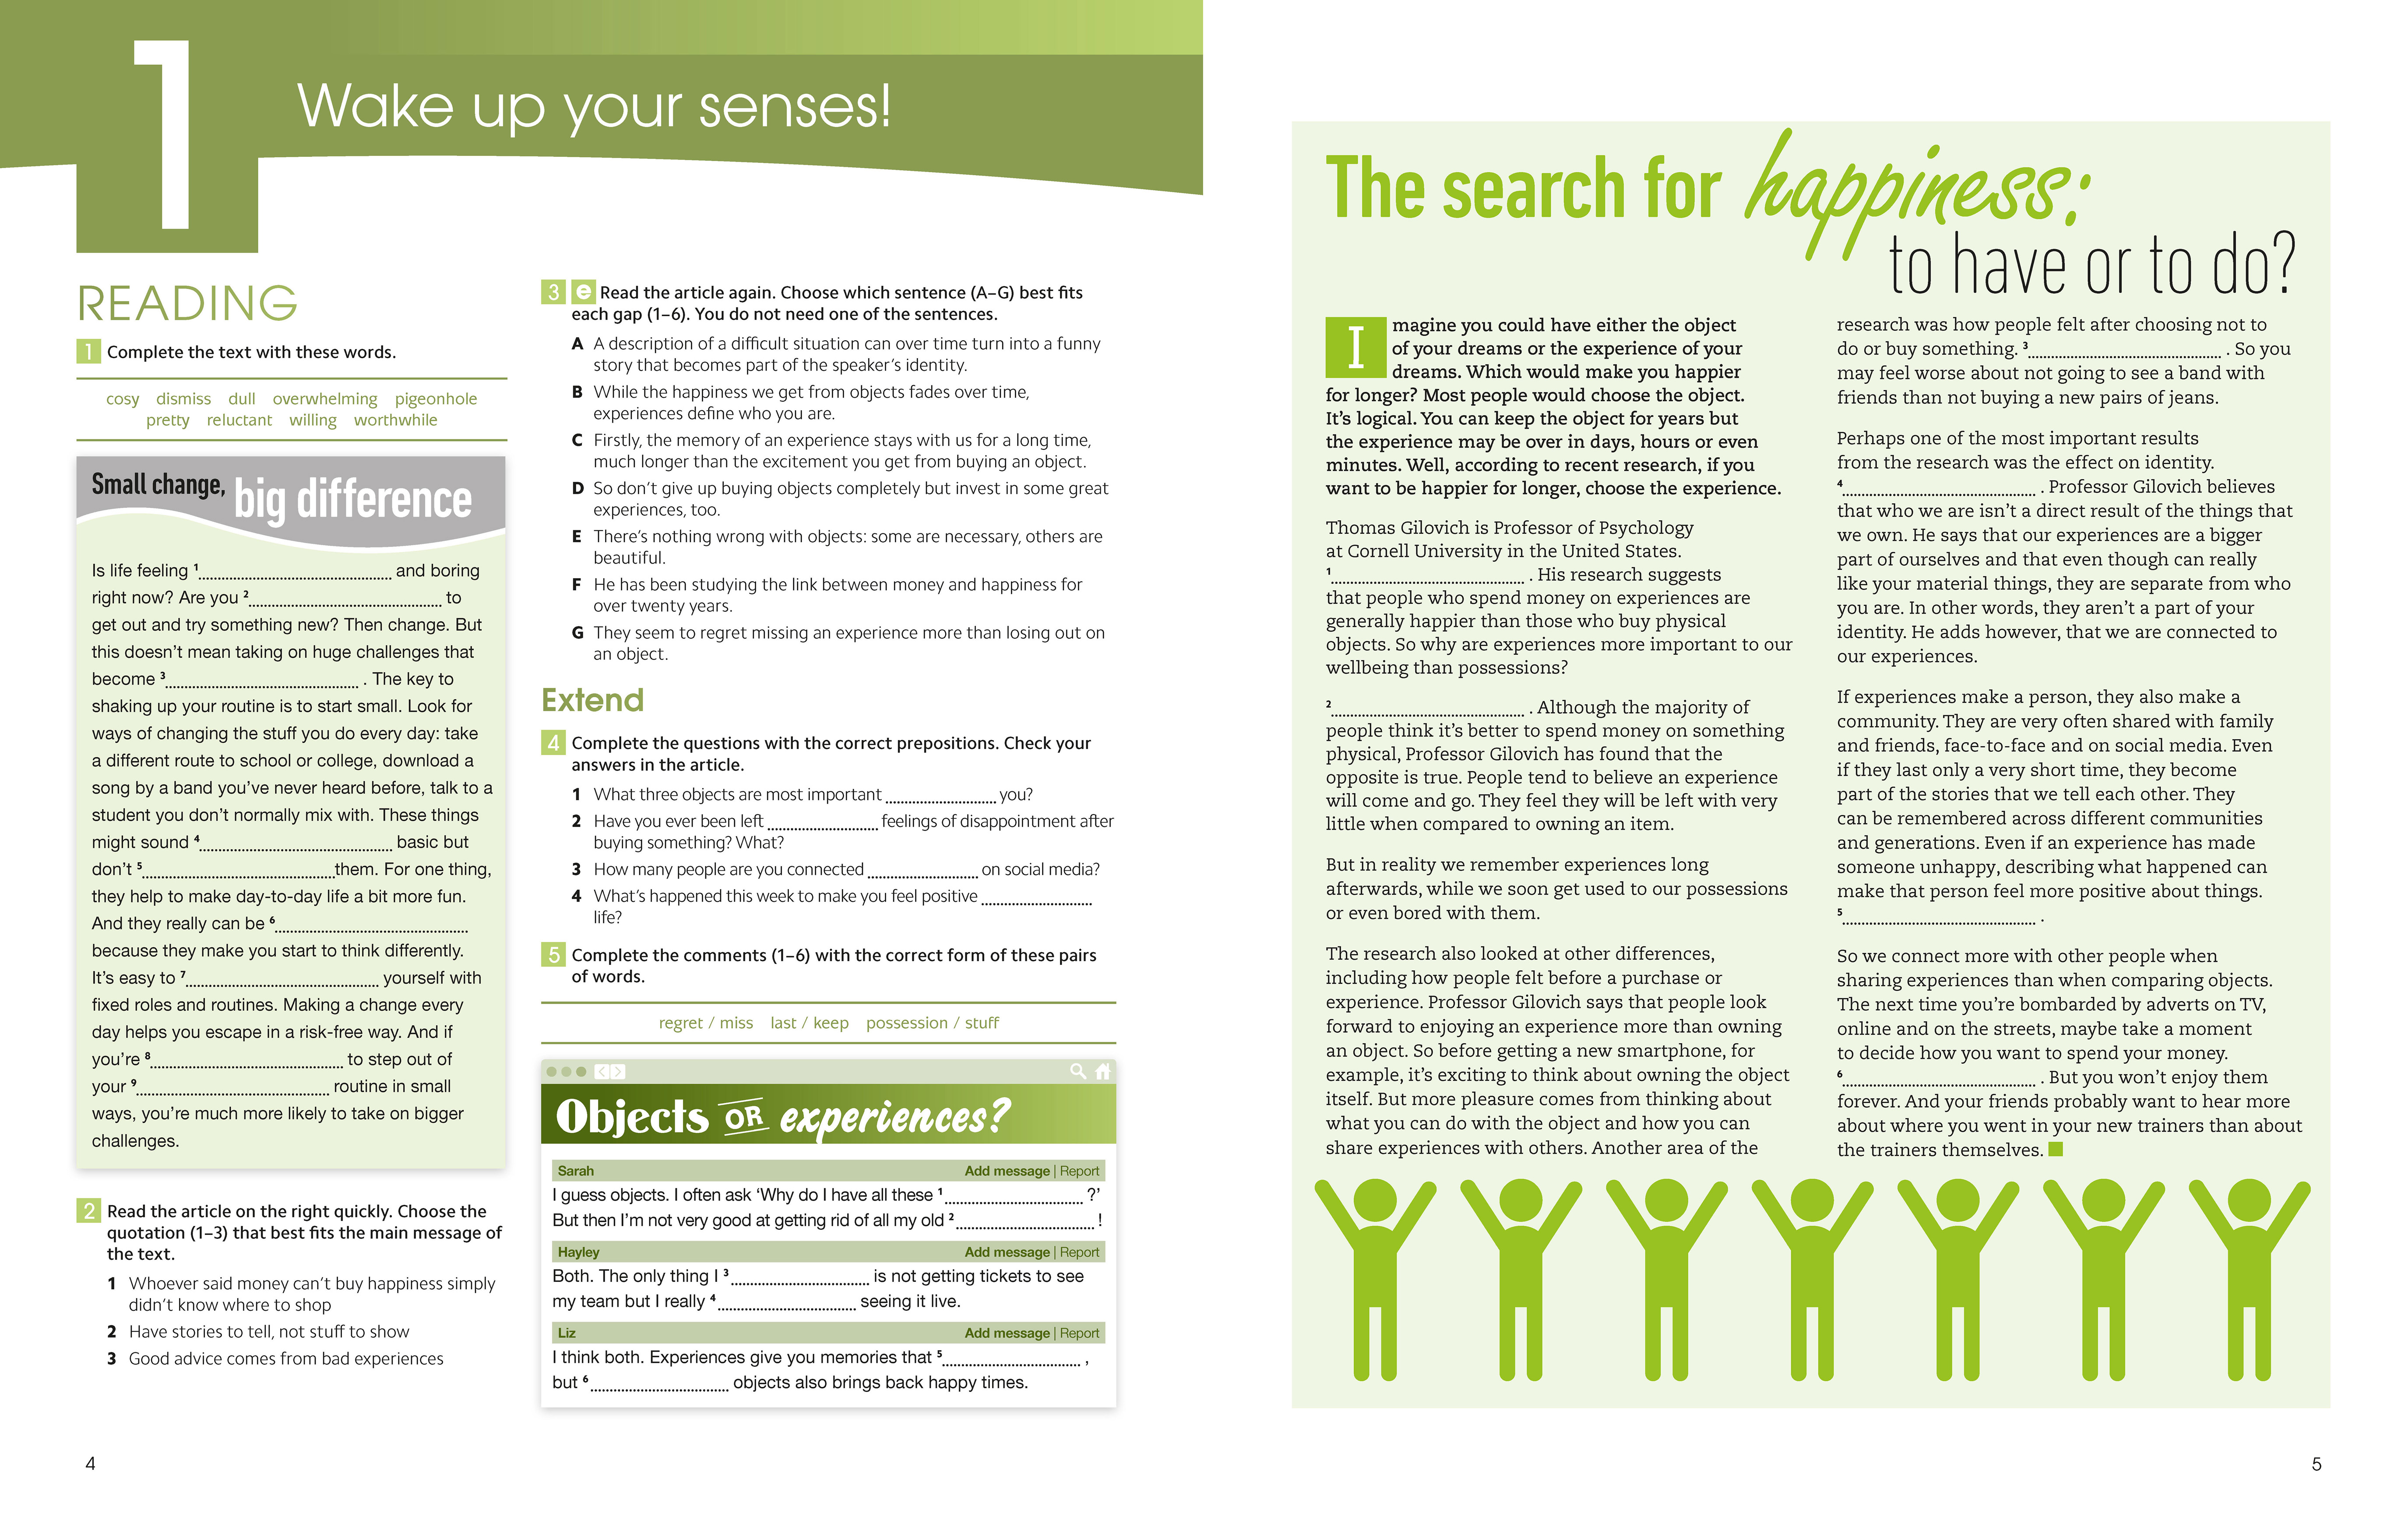 1
Wake up your senses!
READING
1 Complete the text with these words.
cosy dismiss dull overwhelming pigeonhole
pretty reluctant willing worthwhile
Small change, big difference
Is life feeling 1 ........................................ and boring
right now? Are you 2 ........................................ to
get out and try something new? Then change. But
this doesn't mean taking on huge challenges that
become 3 ........................................ . The key to
shaking up your routine is to start small. Look for
ways of changing the stuff you do every day: take
a different route to school or college, download a
song by a band you've never heard before, talk to a
student you don't normally mix with. These things
might sound 4 ........................................ basic but
don't 5 ........................................them. For one thing,
they help to make day-to-day life a bit more fun.
And they really can be 6 ........................................
because they make you start to think differently.
It's easy to 7 ........................................ yourself with
fixed roles and routines. Making a change every
day helps you escape in a risk-free way. And if
you're 8 ........................................ to step out of
your 9 ........................................ routine in small
ways, you're much more likely to take on bigger
challenges.
2 Read the article on the right quickly. Choose the
quotation (1–3) that best fits the main message of
the text.
1 Whoever said money can't buy happiness simply
didn't know where to shop
2 Have stories to tell, not stuff to show
3 Good advice comes from bad experiences
3 e Read the article again. Choose which sentence (A–G) best fits
each gap (1–6). You do not need one of the sentences.
A A description of a difficult situation can over time turn into a funny
story that becomes part of the speaker's identity.
B While the happiness we get from objects fades over time,
experiences define who you are.
C Firstly, the memory of an experience stays with us for a long time,
much longer than the excitement you get from buying an object.
D So don't give up buying objects completely but invest in some great
experiences, too.
E There's nothing wrong with objects: some are necessary, others are
beautiful.
F He has been studying the link between money and happiness for
over twenty years.
G They seem to regret missing an experience more than losing out on
an object.
Extend
4 Complete the questions with the correct prepositions. Check your
answers in the article.
1 What three objects are most important ........................ you?
2 Have you ever been left ........................ feelings of disappointment after
buying something? What?
3 How many people are you connected ........................ on social media?
4 What's happened this week to make you feel positive ........................
life?
5 Complete the comments (1–6) with the correct form of these pairs
of words.
regret / miss last / keep possession / stuff
Objects OR experiences?
Sarah Add message | Report
I guess objects. I often ask 'Why do I have all these 1 .............................. ?'
But then I'm not very good at getting rid of all my old 2 .............................. !
Hayley Add message | Report
Both. The only thing I 3 .............................. is not getting tickets to see
my team but I really 4 .............................. seeing it live.
Liz Add message | Report
I think both. Experiences give you memories that 5 .............................. ,
but 6 .............................. objects also brings back happy times.
4
The search for happiness:
to have or to do?
Imagine you could have either the object
of your dreams or the experience of your
dreams. Which would make you happier
for longer? Most people would choose the object.
It's logical. You can keep the object for years but
the experience may be over in days, hours or even
minutes. Well, according to recent research, if you
want to be happier for longer, choose the experience.
Thomas Gilovich is Professor of Psychology
at Cornell University in the United States.
1 ........................................ . His research suggests
that people who spend money on experiences are
generally happier than those who buy physical
objects. So why are experiences more important to our
wellbeing than possessions?
2 ........................................ . Although the majority of
people think it's better to spend money on something
physical, Professor Gilovich has found that the
opposite is true. People tend to believe an experience
will come and go. They feel they will be left with very
little when compared to owning an item.
But in reality we remember experiences long
afterwards, while we soon get used to our possessions
or even bored with them.
The research also looked at other differences,
including how people felt before a purchase or
experience. Professor Gilovich says that people look
forward to enjoying an experience more than owning
an object. So before getting a new smartphone, for
example, it's exciting to think about owning the object
itself. But more pleasure comes from thinking about
what you can do with the object and how you can
share experiences with others. Another area of the
research was how people felt after choosing not to
do or buy something. 3 ........................................ . So you
may feel worse about not going to see a band with
friends than not buying a new pairs of jeans.
Perhaps one of the most important results
from the research was the effect on identity.
4 ........................................ . Professor Gilovich believes
that who we are isn't a direct result of the things that
we own. He says that our experiences are a bigger
part of ourselves and that even though can really
like your material things, they are separate from who
you are. In other words, they aren't a part of your
identity. He adds however, that we are connected to
our experiences.
If experiences make a person, they also make a
community. They are very often shared with family
and friends, face-to-face and on social media. Even
if they last only a very short time, they become
part of the stories that we tell each other. They
can be remembered across different communities
and generations. Even if an experience has made
someone unhappy, describing what happened can
make that person feel more positive about things.
5 ........................................ .
So we connect more with other people when
sharing experiences than when comparing objects.
The next time you're bombarded by adverts on TV,
online and on the streets, maybe take a moment
to decide how you want to spend your money.
6 ........................................ . But you won't enjoy them
forever. And your friends probably want to hear more
about where you went in your new trainers than about
the trainers themselves.
5